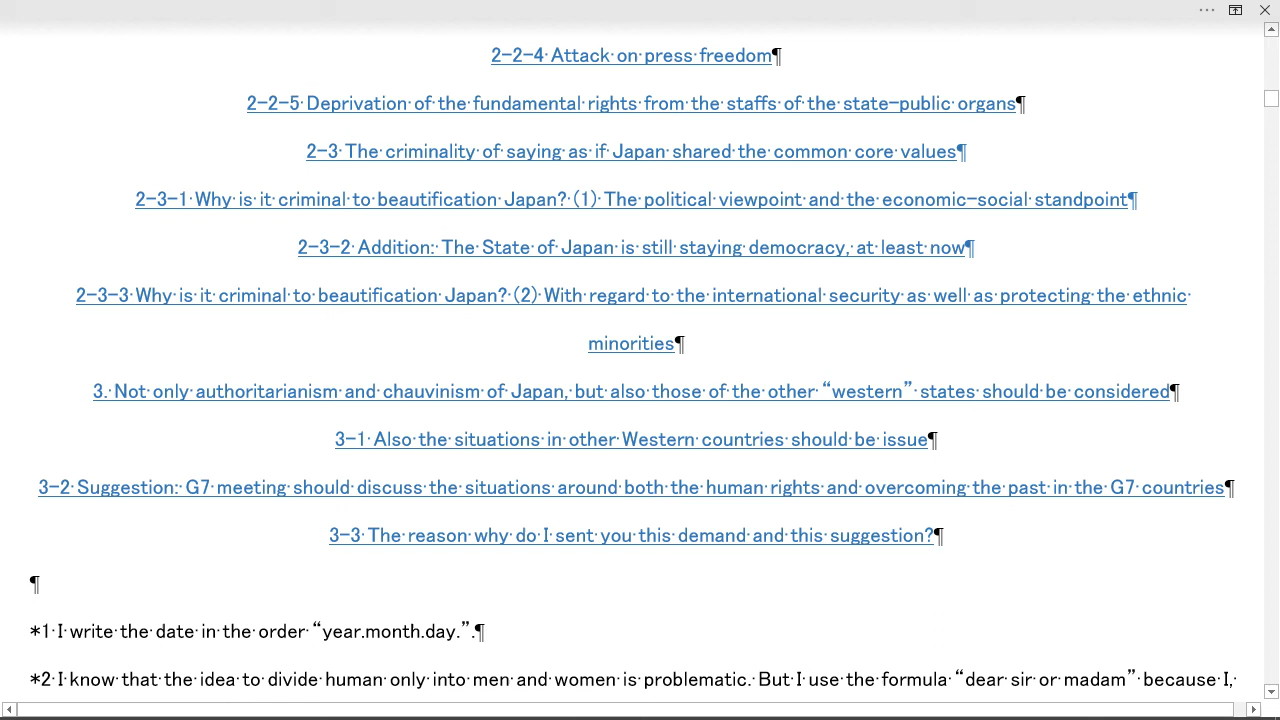 2-2-4 Attack on press freedom¶
2-2-5 Deprivation of the fundamental rights from the staffs of the state-public organs¶
2-3 The criminality of saying as if Japan shared the common core values¶
2-3-1 Why is it criminal to beautification Japan? (1) The political viewpoint and the economic-social standpoint¶
2-3-2 Addition: The State of Japan is still staying democracy, at least now¶
2-3-3 Why is it criminal to beautification Japan? (2) With regard to the international security as well as protecting the ethnic
minorities¶
3. Not only authoritarianism and chauvinism of Japan, but also those of the other “western” states should be considered¶
3-1 Also the situations in other Western countries should be issue¶
3-2 Suggestion: G7 meeting should discuss the situations around both the human rights and overcoming the past in the G7 countries¶
3-3 The reason why do I sent you this demand and this suggestion?¶
¶
*1 I write the date in the order “year.month.day.”.¶
*2 I know that the idea to divide human only into men and women is problematic. But I use the formula “dear sir or madam” because I,